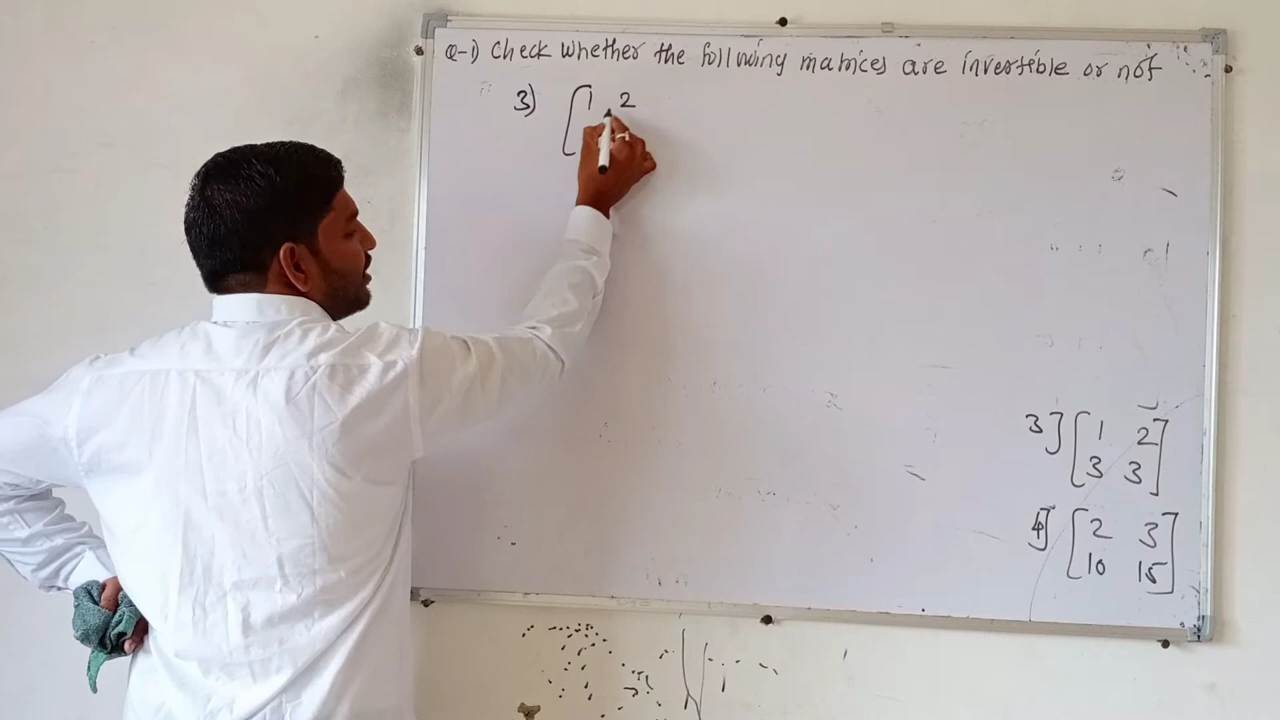 Q-1) Check whether the following matrices are invertible or not
3) [ 1 2
3] [ 1 2 ]
3 3
4] [ 2 3 ]
10 15